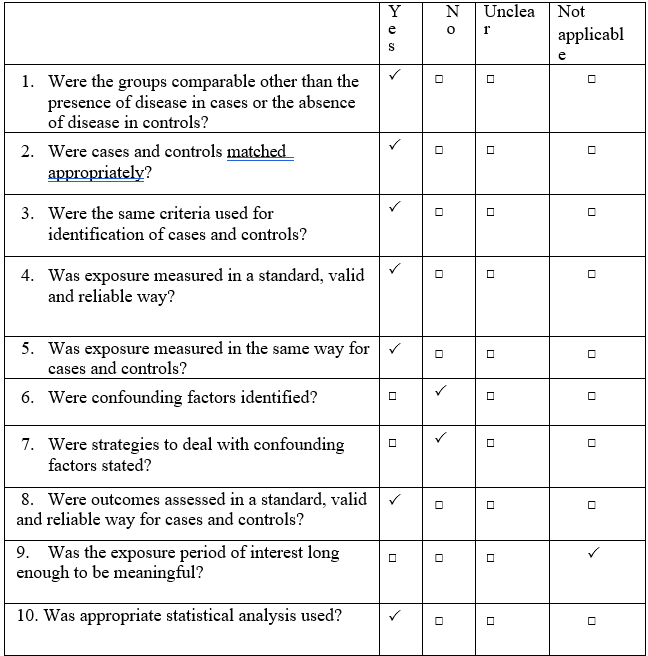 Yes No Unclear Not applicable
1. Were the groups comparable other than the ✓ □ □ □
presence of disease in cases or the absence
of disease in controls?
2. Were cases and controls matched ✓ □ □ □
appropriately?
3. Were the same criteria used for ✓ □ □ □
identification of cases and controls?
4. Was exposure measured in a standard, valid ✓ □ □ □
and reliable way?
5. Was exposure measured in the same way for ✓ □ □ □
cases and controls?
6. Were confounding factors identified? □ ✓ □ □
7. Were strategies to deal with confounding □ ✓ □ □
factors stated?
8. Were outcomes assessed in a standard, valid ✓ □ □ □
and reliable way for cases and controls?
9. Was the exposure period of interest long □ □ □ ✓
enough to be meaningful?
10. Was appropriate statistical analysis used? ✓ □ □ □